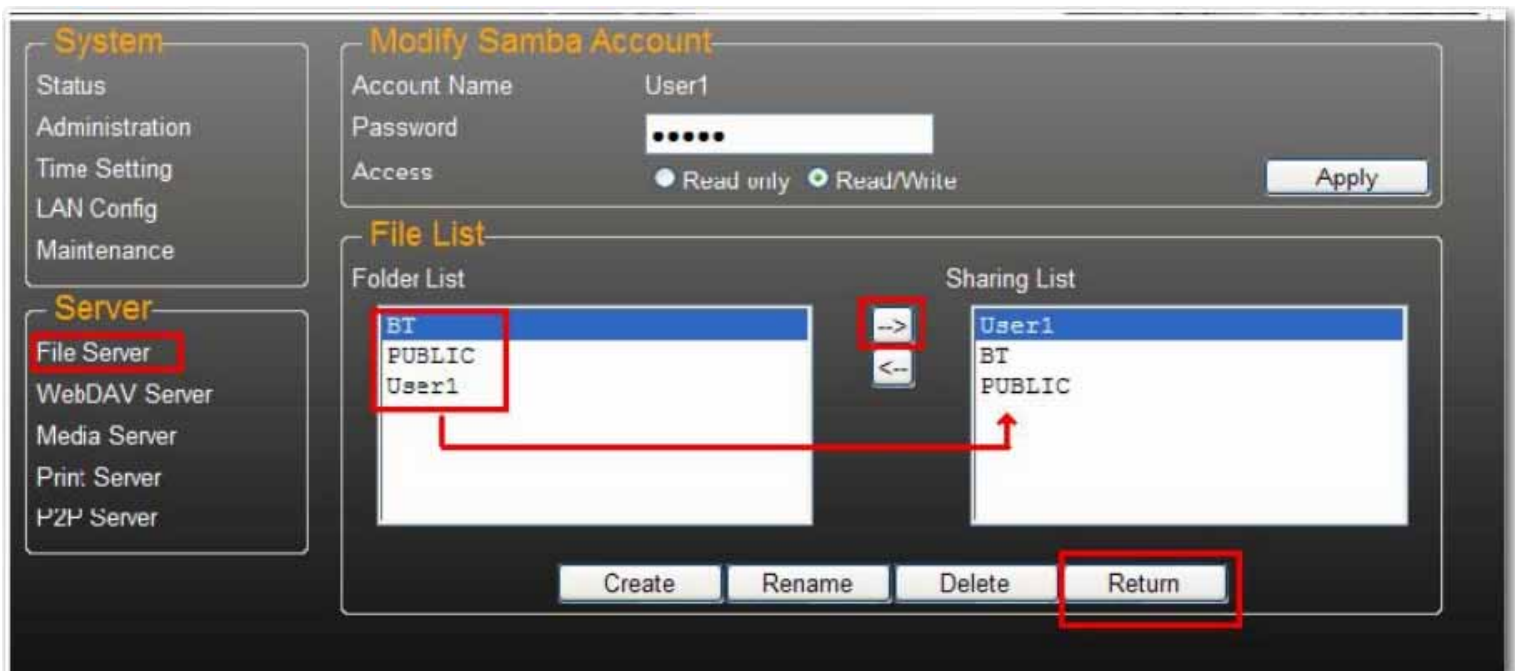 System
Status
Administration
Time Setting
LAN Config
Maintenance
Server
File Server
WebDAV Server
Media Server
Print Server
P2P Server
Modify Samba Account
Account Name User1
Password •••••
Access Read only Read/Write
Apply
File List
Folder List
BT
PUBLIC
User1
-->
<--
Sharing List
User1
BT
PUBLIC
Create Rename Delete Return